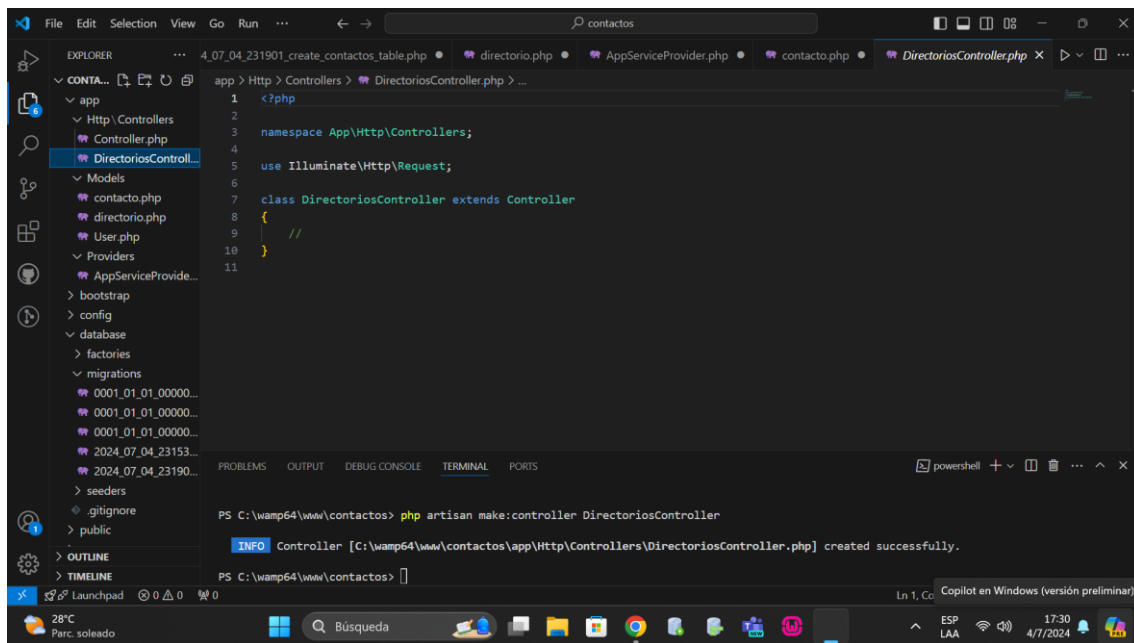 File Edit Selection View Go Run ... contactos
EXPLORER ...
CONTA...
app
Http \ Controllers
Controller.php
DirectoriosControll...
Models
contacto.php
directorio.php
User.php
Providers
AppServiceProvide...
bootstrap
config
database
factories
migrations
0001_01_01_00000...
0001_01_01_00000...
0001_01_01_00000...
2024_07_04_23153...
2024_07_04_23190...
seeders
.gitignore
public
OUTLINE
TIMELINE
6
1
4_07_04_231901_create_contactos_table.php directorio.php AppServiceProvider.php contacto.php DirectoriosController.php
app > Http > Controllers > DirectoriosController.php > ...
1 <?php
2
3 namespace App\Http\Controllers;
4
5 use Illuminate\Http\Request;
6
7 class DirectoriosController extends Controller
8 {
9 //
10 }
11
PROBLEMS OUTPUT DEBUG CONSOLE TERMINAL PORTS powershell
PS C:\wamp64\www\contactos> php artisan make:controller DirectoriosController
INFO Controller [C:\wamp64\www\contactos\app\Http\Controllers\DirectoriosController.php] created successfully.
PS C:\wamp64\www\contactos>
Launchpad 0 0 0 Ln 1, Co
Copilot en Windows (versión preliminar)
28°C
Parc. soleado
Búsqueda
ESP
LAA
17:30
4/7/2024